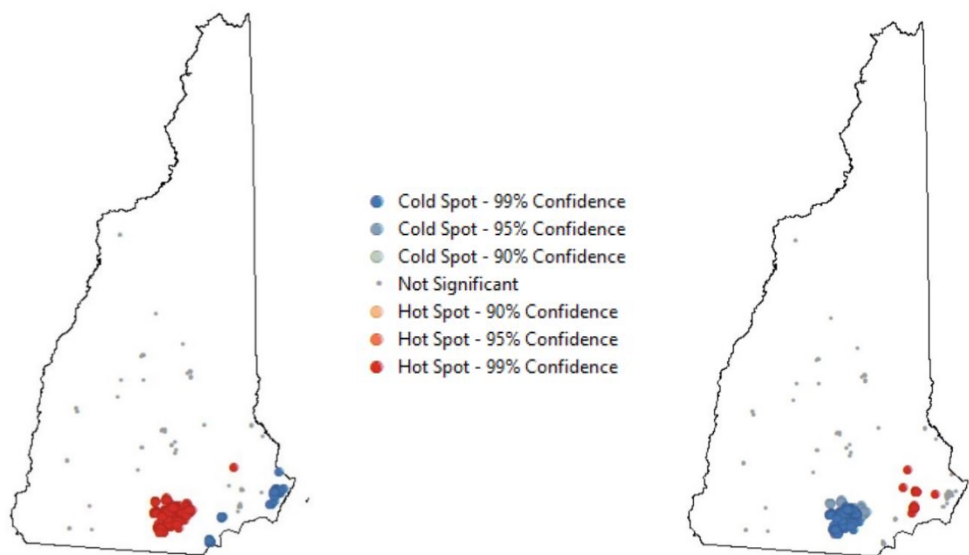 Cold Spot - 99% Confidence
Cold Spot - 95% Confidence
Cold Spot - 90% Confidence
Not Significant
Hot Spot - 90% Confidence
Hot Spot - 95% Confidence
Hot Spot - 99% Confidence